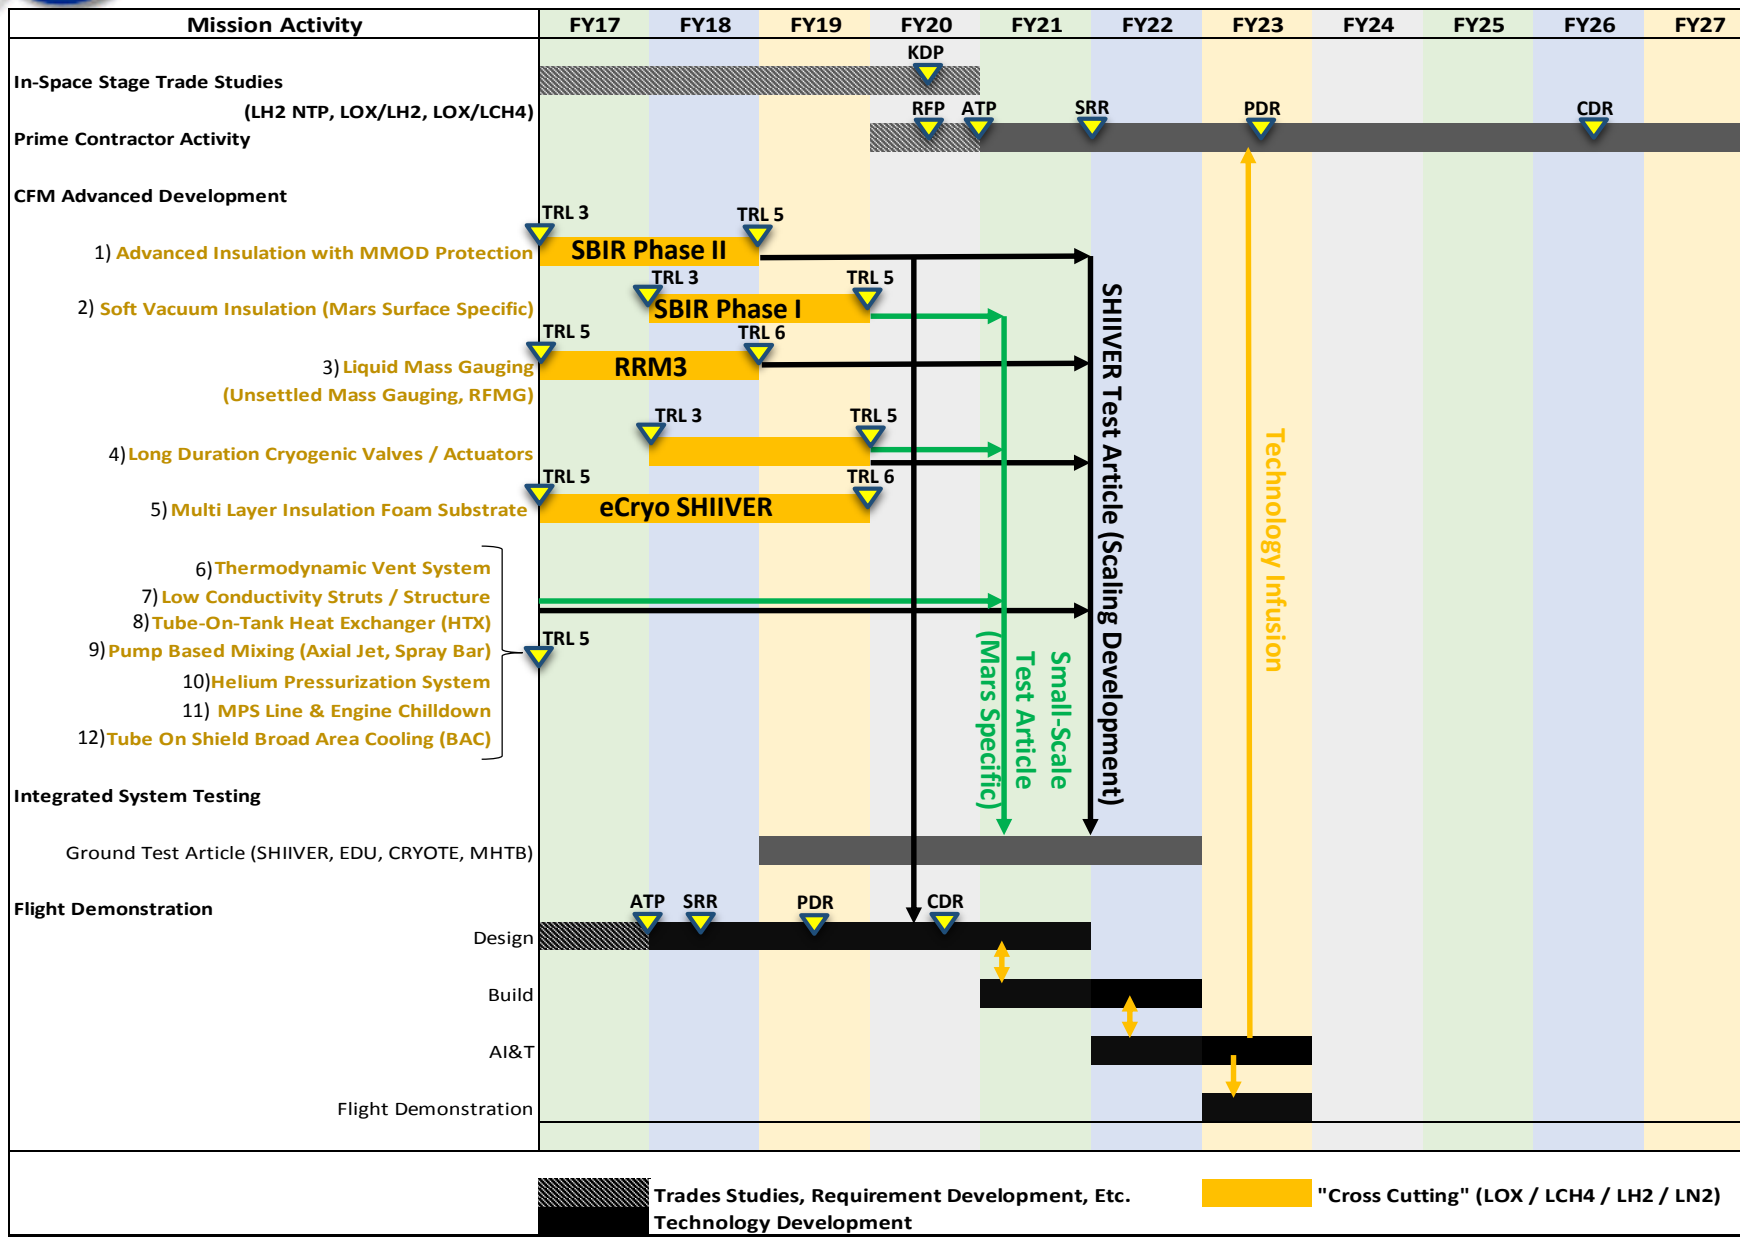 Mission Activity FY17 FY18 FY19 FY20 FY21 FY22 FY23 FY24 FY25 FY26 FY27
KDP
In-Space Stage Trade Studies
(LH2 NTP, LOX/LH2, LOX/LCH4)
RFP ATP SRR PDR CDR
Prime Contractor Activity
CFM Advanced Development
TRL 3 TRL 5
1) Advanced Insulation with MMOD Protection SBIR Phase II
TRL 3 TRL 5
2) Soft Vacuum Insulation (Mars Surface Specific) SBIR Phase I
TRL 5 TRL 6
3) Liquid Mass Gauging RRM3
(Unsettled Mass Gauging, RFMG)
TRL 3 TRL 5
4) Long Duration Cryogenic Valves / Actuators
TRL 5 TRL 6
5) Multi Layer Insulation Foam Substrate eCryo SHIIVER
6) Thermodynamic Vent System
7) Low Conductivity Struts / Structure
8) Tube-On-Tank Heat Exchanger (HTX)
TRL 5
9) Pump Based Mixing (Axial Jet, Spray Bar)
10) Helium Pressurization System
11) MPS Line & Engine Chilldown
12) Tube On Shield Broad Area Cooling (BAC)
SHIIVER Test Article (Scaling Development)
Small-Scale
Test Article
(Mars Specific)
Technology Infusion
Integrated System Testing
Ground Test Article (SHIIVER, EDU, CRYOTE, MHTB)
Flight Demonstration
ATP SRR PDR CDR
Design
Build
AI&T
Flight Demonstration
Trades Studies, Requirement Development, Etc.
Technology Development
"Cross Cutting" (LOX / LCH4 / LH2 / LN2)